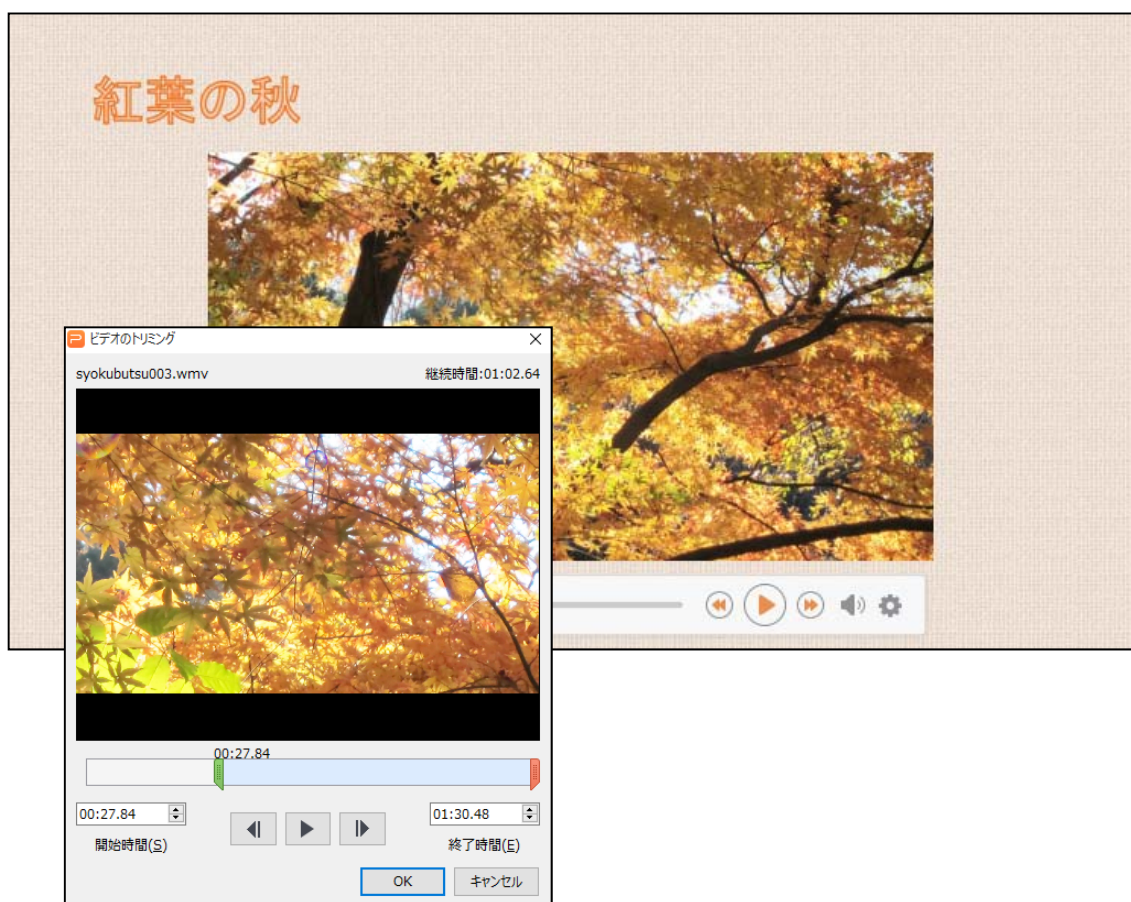 紅葉の秋
ビデオのトリミング
syokubutsu003.wmv
継続時間:01:02.64
00:27.84
00:27.84
01:30.48
開始時間(S)
終了時間(E)
OK
キャンセル